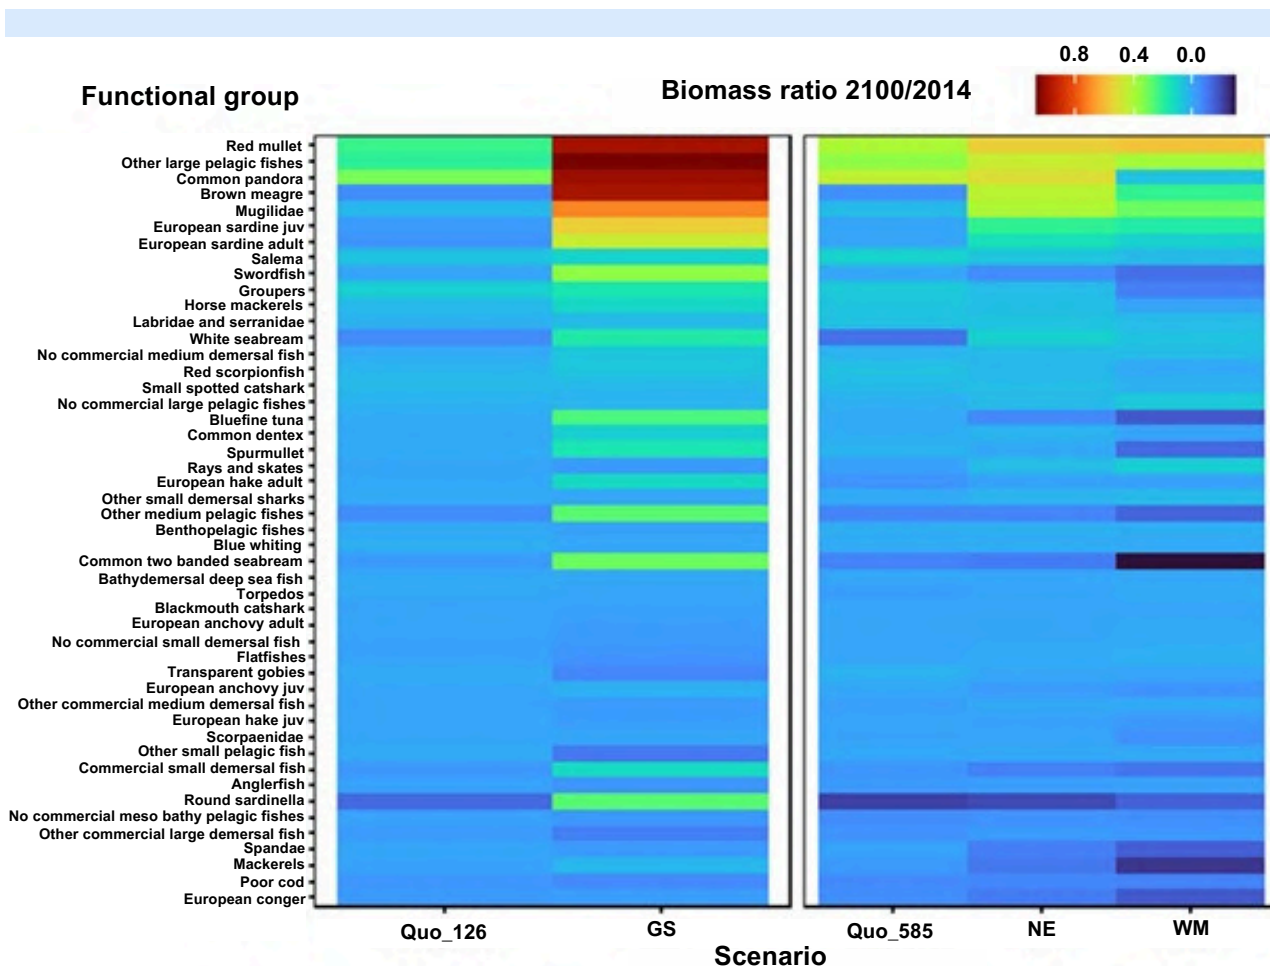 0.8 0.4 0.0
Functional group
Biomass ratio 2100/2014
Red mullet
Other large pelagic fishes
Common pandora
Brown meagre
Mugilidae
European sardine juv
European sardine adult
Salema
Swordfish
Groupers
Horse mackerels
Labridae and serranidae
White seabream
No commercial medium demersal fish
Red scorpionfish
Small spotted catshark
No commercial large pelagic fishes
Bluefine tuna
Common dentex
Spurmullet
Rays and skates
European hake adult
Other small demersal sharks
Other medium pelagic fishes
Benthopelagic fishes
Blue whiting
Common two banded seabream
Bathydemersal deep sea fish
Torpedos
Blackmouth catshark
European anchovy adult
No commercial small demersal fish
Flatfishes
Transparent gobies
European anchovy juv
Other commercial medium demersal fish
European hake juv
Scorpaenidae
Other small pelagic fish
Commercial small demersal fish
Anglerfish
Round sardinella
No commercial meso bathy pelagic fishes
Other commercial large demersal fish
Spandae
Mackerels
Poor cod
European conger
Quo_126 GS Quo_585 NE WM
Scenario